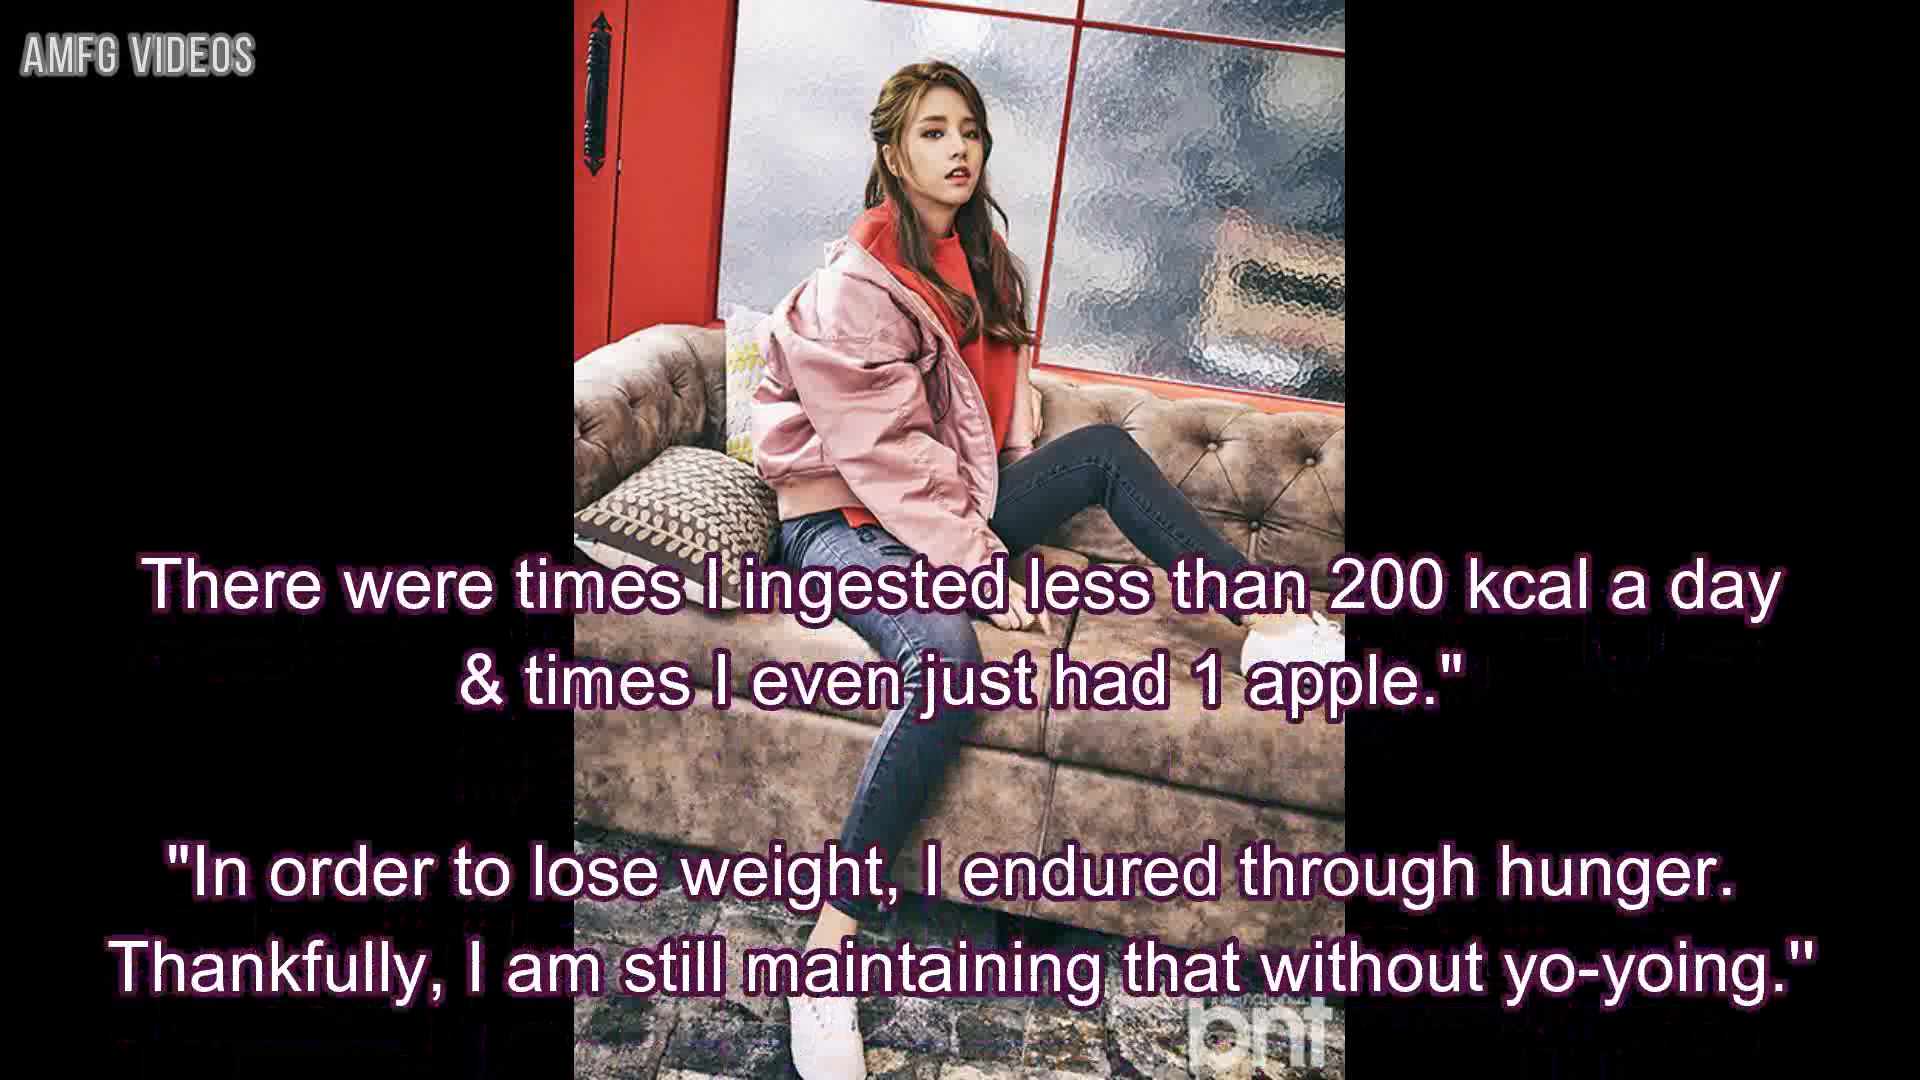 AMFG VIDEOS
There were times I ingested less than 200 kcal a day
& times I even just had 1 apple."
"In order to lose weight, I endured through hunger.
Thankfully, I am still maintaining that without yo-yoing."
international
bnt